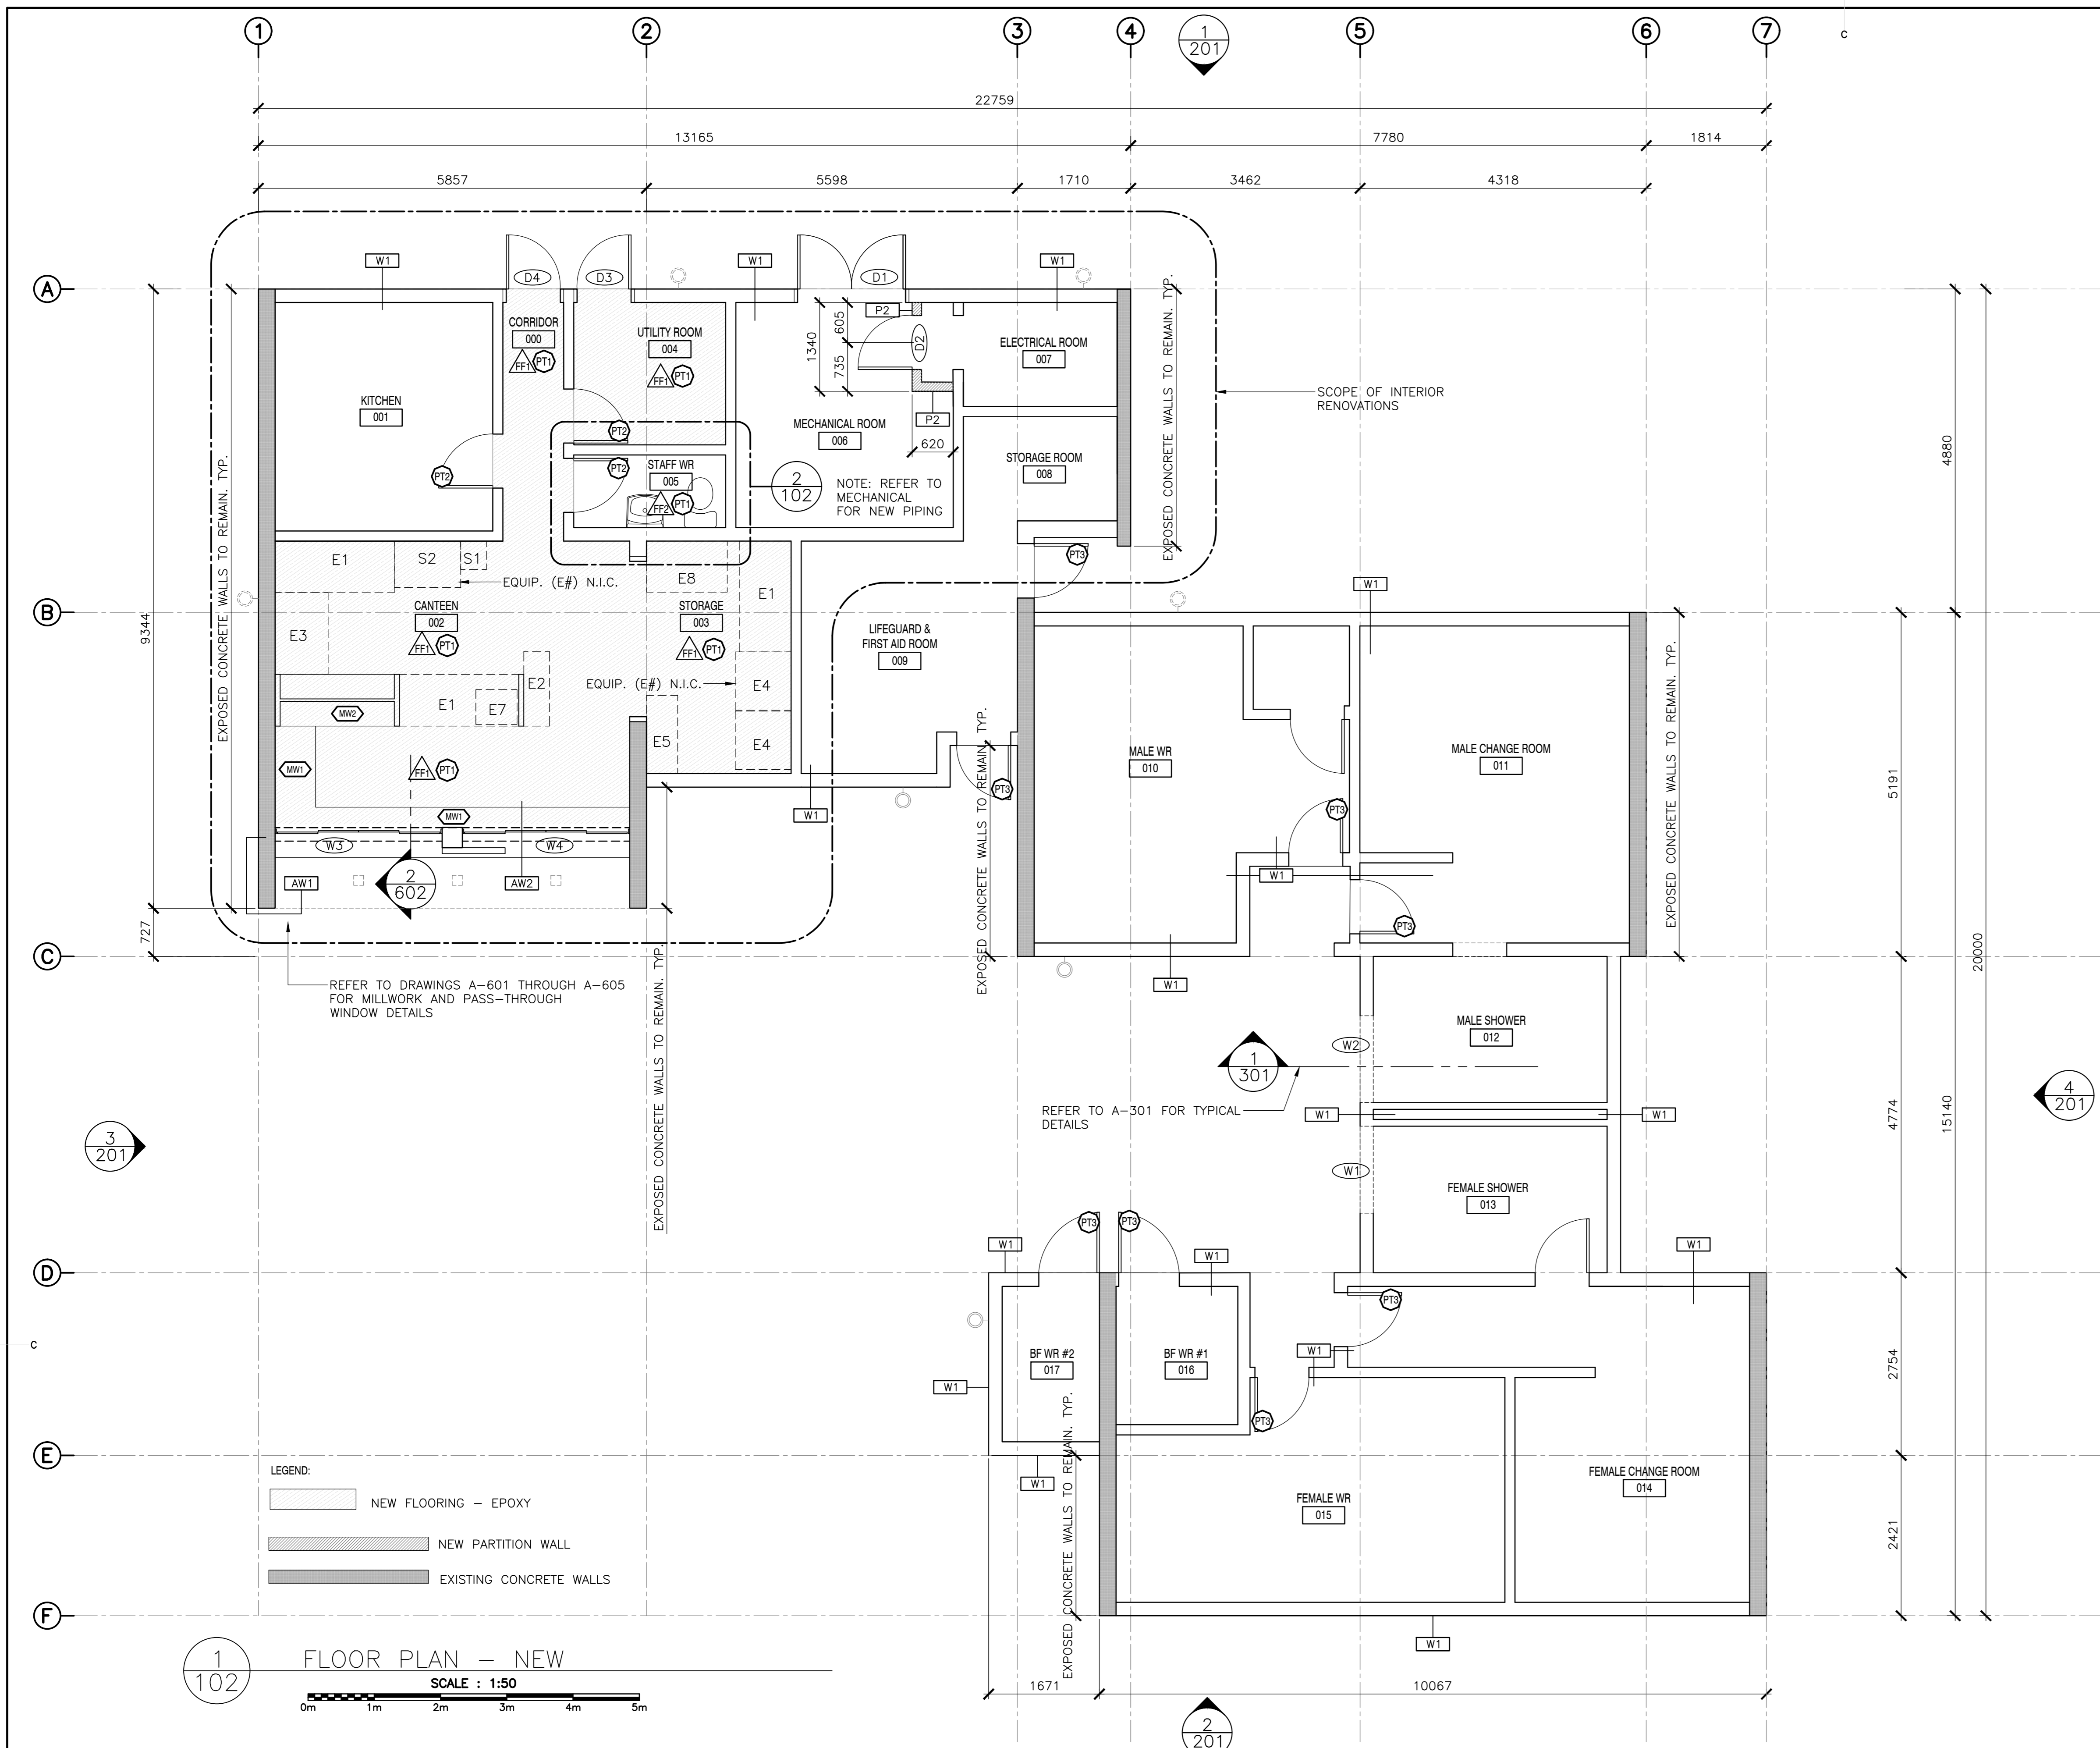 1
2
3
4
5
6
7
1
201
C
22759
13165
7780
1814
5857
5598
1710
3462
4318
A
W1
D4
D3
W1
D1
W1
P2
CORRIDOR
000
FF1 PT1
UTILITY ROOM
004
FF1 PT1
605
1340
735
D2
ELECTRICAL ROOM
007
KITCHEN
001
P2
SCOPE OF INTERIOR
RENOVATIONS
MECHANICAL ROOM
006
620
PT2
PT2
PT2
STAFF WR
005
FF2 PT1
2
102
NOTE: REFER TO
MECHANICAL
FOR NEW PIPING
STORAGE ROOM
008
EXPOSED CONCRETE WALLS TO REMAIN. TYP.
EXPOSED CONCRETE WALLS TO REMAIN. TYP.
4880
20000
PT3
E1
S2
S1
EQUIP. (E#) N.I.C.
E8
E1
W1
B
9344
CANTEEN
002
FF1 PT1
STORAGE
003
FF1 PT1
E3
LIFEGUARD &
FIRST AID ROOM
009
EQUIP. (E#) N.I.C.
E2
E4
E1
E7
MW2
E5
E4
MW1
FF1 PT1
MW1
W3
W4
W1
PT3
AW1
AW2
2
602
727
EXPOSED CONCRETE WALLS TO REMAIN. TYP.
EXPOSED CONCRETE WALLS TO REMAIN. TYP.
MALE WR
010
MALE CHANGE ROOM
011
EXPOSED CONCRETE WALLS TO REMAIN. TYP.
5191
PT3
W1
PT3
C
W1
REFER TO DRAWINGS A-601 THROUGH A-605
FOR MILLWORK AND PASS-THROUGH
WINDOW DETAILS
MALE SHOWER
012
W2
1
301
REFER TO A-301 FOR TYPICAL
DETAILS
W1
W1
4774
15140
4
201
3
201
W1
FEMALE SHOWER
013
PT3
PT3
W1
W1
W1
D
PT3
C
BF WR #2
017
BF WR #1
016
W1
W1
PT3
2754
E
EXPOSED CONCRETE WALLS TO REMAIN. TYP.
W1
FEMALE CHANGE ROOM
014
FEMALE WR
015
2421
LEGEND:
NEW FLOORING - EPOXY
NEW PARTITION WALL
EXISTING CONCRETE WALLS
F
W1
1
102
FLOOR PLAN - NEW
SCALE : 1:50
0m 1m 2m 3m 4m 5m
1671
10067
2
201